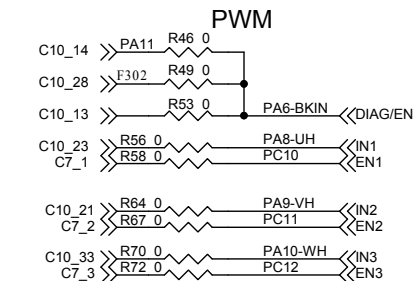 PWM
C10_14 PA11 R46 0
C10_28 F302 R49 0
C10_13 R53 0 PA6-BKIN DIAG/EN
C10_23 R56 0 PA8-UH IN1
C7_1 R58 0 PC10 EN1
C10_21 R64 0 PA9-VH IN2
C7_2 R67 0 PC11 EN2
C10_33 R70 0 PA10-WH IN3
C7_3 R72 0 PC12 EN3